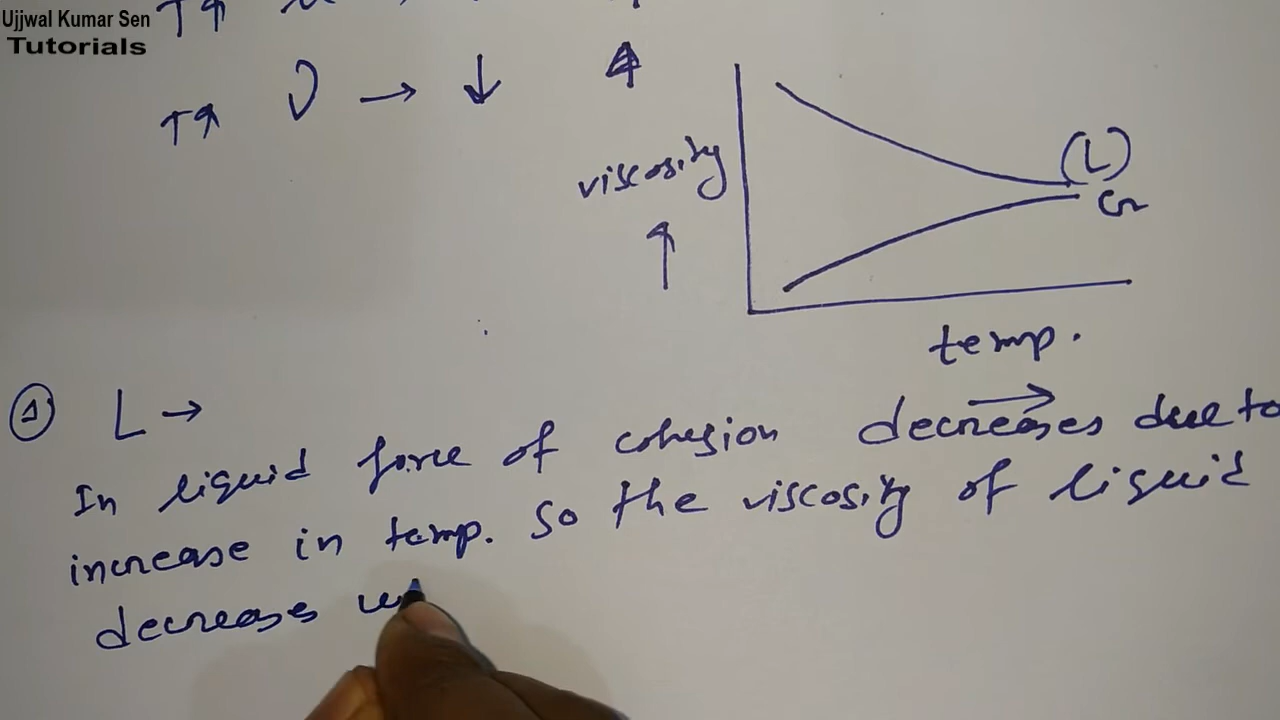 Ujjwal Kumar Sen
Tutorials
↑↑ μ
↑↑ ν → ↓ ↑
viscosity
(L)
G
temp.
① L →
In liquid force of cohesion decreases due to
increase in temp. So the viscosity of liquid
decreases